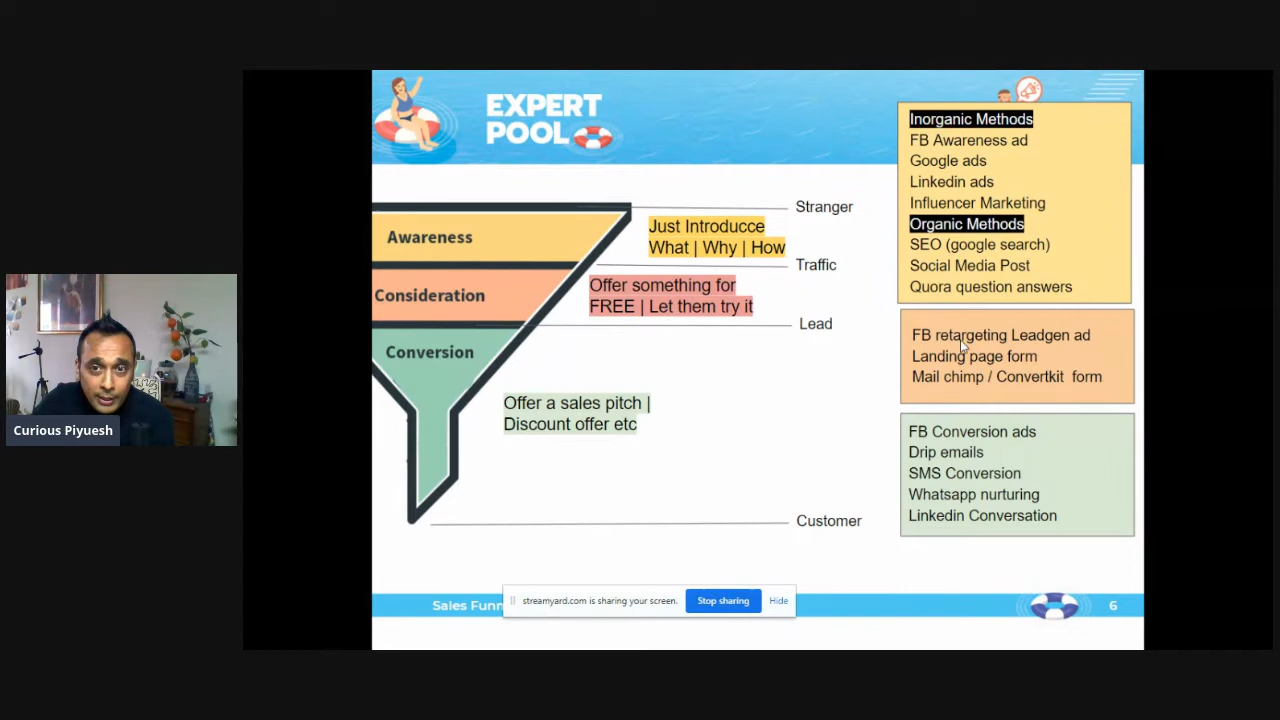 EXPERT
POOL
Inorganic Methods
FB Awareness ad
Google ads
Linkedin ads
Influencer Marketing
Organic Methods
SEO (google search)
Social Media Post
Quora question answers
Stranger
Awareness
Just Introducce
What | Why | How
Traffic
Consideration
Offer something for
FREE | Let them try it
Lead
FB retargeting Leadgen ad
Landing page form
Mail chimp / Convertkit form
Conversion
Offer a sales pitch |
Discount offer etc
FB Conversion ads
Drip emails
SMS Conversion
Whatsapp nurturing
Linkedin Conversation
Customer
Curious Piyuesh
Sales Funn
streamyard.com is sharing your screen.
Stop sharing
Hide
6